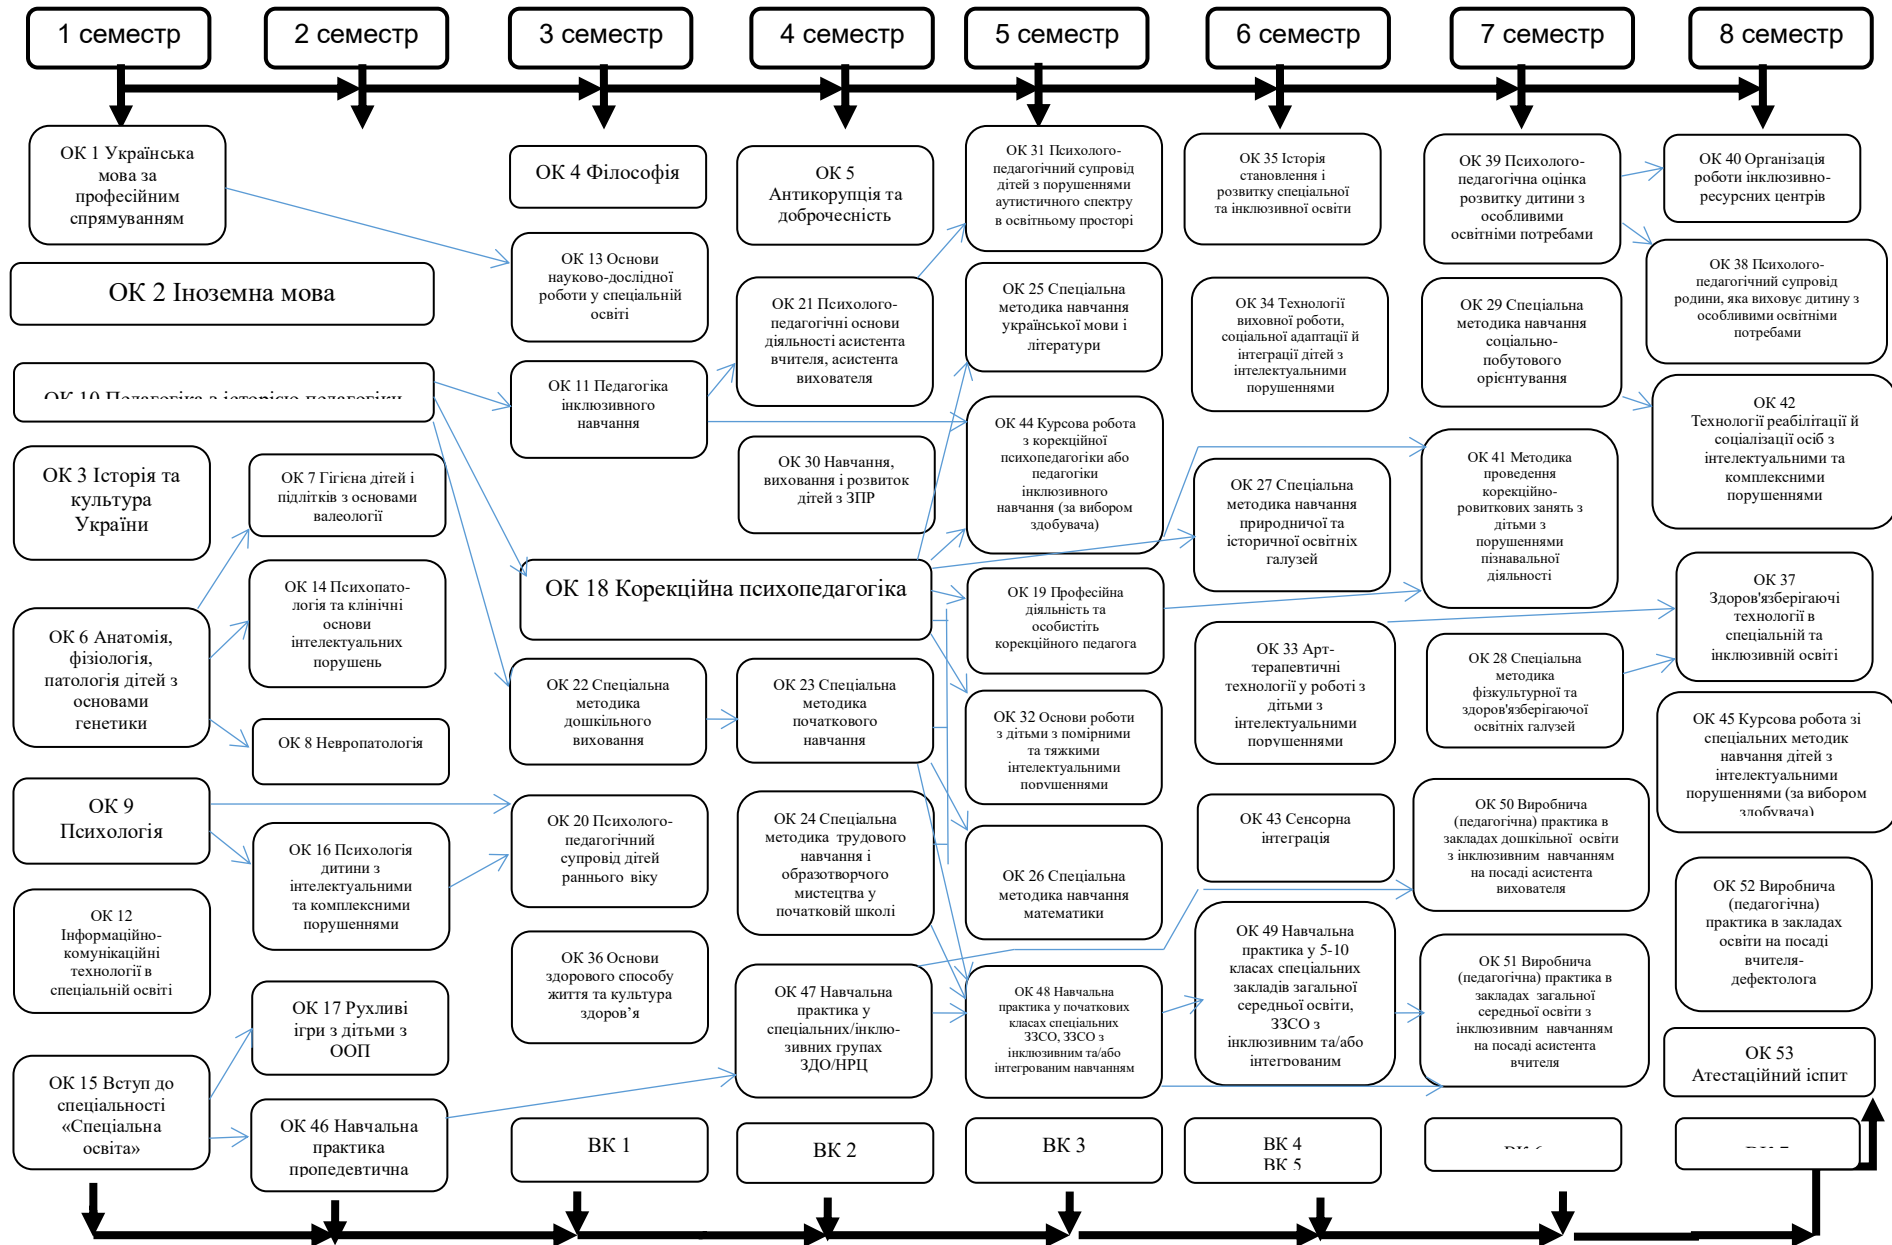 1 семестр
2 семестр
3 семестр
4 семестр
5 семестр
6 семестр
7 семестр
8 семестр
ОК 1 Українська
мова за
професійним
спрямуванням
ОК 2 Іноземна мова
ОК 10 Педагогіка з історією педагогіки
ОК 3 Історія та
культура
України
ОК 6 Анатомія,
фізіологія,
патологія дітей з
основами
генетики
ОК 9
Психологія
ОК 12
Інформаційно-
комунікаційні
технології в
спеціальній освіті
ОК 15 Вступ до
спеціальності
«Спеціальна
освіта»
ОК 7 Гігієна дітей і
підлітків з основами
валеології
ОК 14 Психопато-
логія та клінічні
основи
інтелектуальних
порушень
ОК 8 Невропатологія
ОК 16 Психологія
дитини з
інтелектуальними
та комплексними
порушеннями
ОК 17 Рухливі
ігри з дітьми з
ООП
ОК 46 Навчальна
практика
пропедевтична
ОК 4 Філософія
ОК 13 Основи
науково-дослідної
роботи у спеціальній
освіті
ОК 11 Педагогіка
інклюзивного
навчання
ОК 18 Корекційна психопедагогіка
ОК 22 Спеціальна
методика
дошкільного
виховання
ОК 20 Психолого-
педагогічний
супровід дітей
раннього віку
ОК 36 Основи
здорового способу
життя та культура
здоров’я
ВК 1
ОК 5
Антикорупція та
доброчесність
ОК 21 Психолого-
педагогічні основи
діяльності асистента
вчителя, асистента
вихователя
ОК 30 Навчання,
виховання і розвиток
дітей з ЗПР
ОК 23 Спеціальна
методика
початкового
навчання
ОК 24 Спеціальна
методика трудового
навчання і
образотворчого
мистецтва у
початковій школі
ОК 47 Навчальна
практика у
спеціальних/інклю-
зивних групах
ЗДО/НРЦ
ВК 2
ОК 31 Психолого-
педагогічний супровід
дітей з порушеннями
аутистичного спектру
в освітньому просторі
ОК 25 Спеціальна
методика навчання
української мови і
літератури
ОК 44 Курсова робота
з корекційної
психопедагогіки або
педагогіки
інклюзивного
навчання (за вибором
здобувача)
ОК 19 Професійна
діяльність та
особистіть
корекційного педагога
ОК 32 Основи роботи
з дітьми з помірними
та тяжкими
інтелектуальними
порушеннями
ОК 26 Спеціальна
методика навчання
математики
ОК 48 Навчальна
практика у початкових
класах спеціальних
ЗЗСО, ЗЗСО з
інклюзивним та/або
інтегрованим навчанням
ВК 3
ОК 35 Історія
становлення і
розвитку спеціальної
та інклюзивної освіти
ОК 34 Технології
виховної роботи,
соціальної адаптації й
інтеграції дітей з
інтелектуальними
порушеннями
ОК 27 Спеціальна
методика навчання
природничої та
історичної освітніх
галузей
ОК 33 Арт-
терапевтичні
технології у роботі з
дітьми з
інтелектуальними
порушеннями
ОК 43 Сенсорна
інтеграція
ОК 49 Навчальна
практика у 5-10
класах спеціальних
закладів загальної
середньої освіти,
ЗЗСО з
інклюзивним та/або
інтегрованим
ВК 4
ВК 5
ОК 39 Психолого-
педагогічна оцінка
розвитку дитини з
особливими
освітніми потребами
ОК 29 Спеціальна
методика навчання
соціально-
побутового
орієнтування
ОК 41 Методика
проведення
корекційно-
ровиткових занять з
дітьми з
порушеннями
пізнавальної
діяльності
ОК 28 Спеціальна
методика
фізкультурної та
здоров'язберігаючої
освітніх галузей
ОК 50 Виробнича
(педагогічна) практика в
закладах дошкільної освіти
з інклюзивним навчанням
на посаді асистента
вихователя
ОК 51 Виробнича
(педагогічна) практика в
закладах загальної
середньої освіти з
інклюзивним навчанням
на посаді асистента
вчителя
ОК 40 Організація
роботи інклюзивно-
ресурсних центрів
ОК 38 Психолого-
педагогічний супровід
родини, яка виховує дитину з
особливими освітніми
потребами
ОК 42
Технології реабілітації й
соціалізації осіб з
інтелектуальними та
комплексними
порушеннями
ОК 37
Здоров'язберігаючі
технології в
спеціальній та
інклюзивній освіті
ОК 45 Курсова робота зі
спеціальних методик
навчання дітей з
інтелектуальними
порушеннями (за вибором
здобувача)
ОК 52 Виробнича
(педагогічна)
практика в закладах
освіти на посаді
вчителя-
дефектолога
ОК 53
Атестаційний іспит